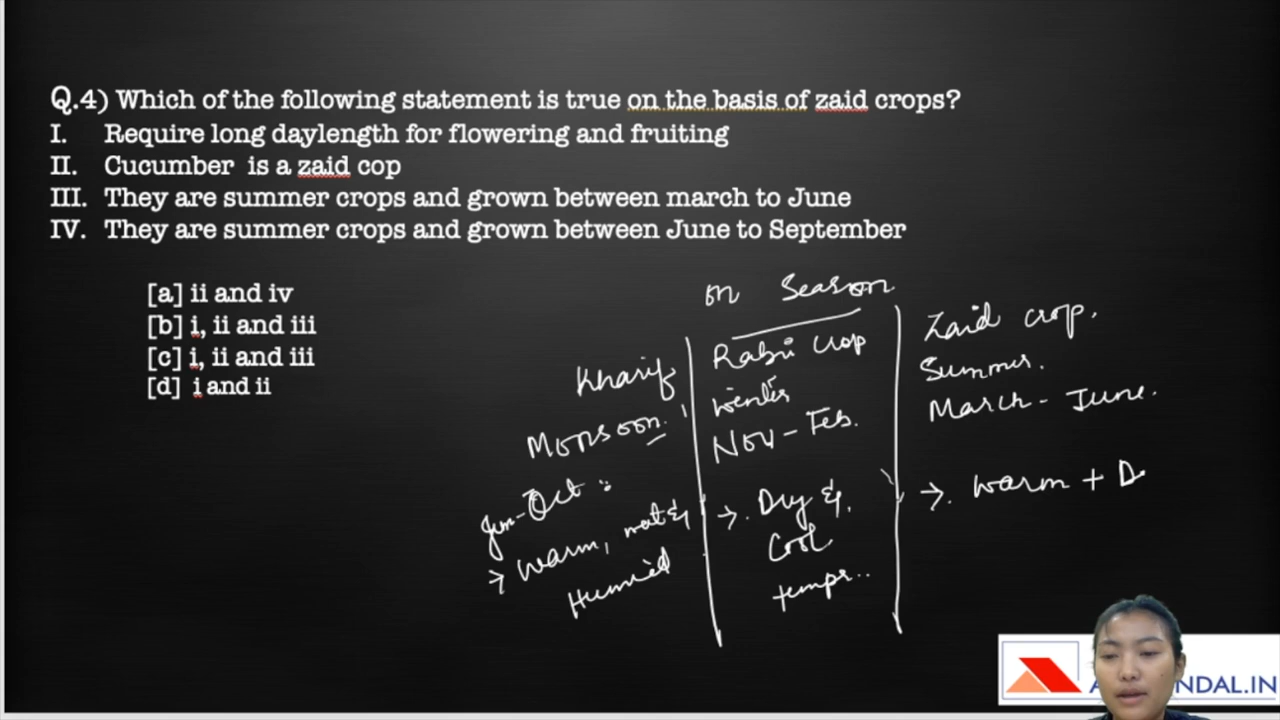 Q.4) Which of the following statement is true on the basis of zaid crops?
I. Require long daylength for flowering and fruiting
II. Cucumber is a zaid cop
III. They are summer crops and grown between march to June
IV. They are summer crops and grown between June to September
[a] ii and iv
[b] i, ii and iii
[c] i, ii and iii
[d] i and ii
on Season
Kharif
Monsoon
Jun-Oct :
→ warm,
Rabi crop
Winter
Nov - Feb.
→. Dry &
Cool
tempr..
Zaid crop.
Summer.
March - June.
→. Warm + D
NDAL.IN